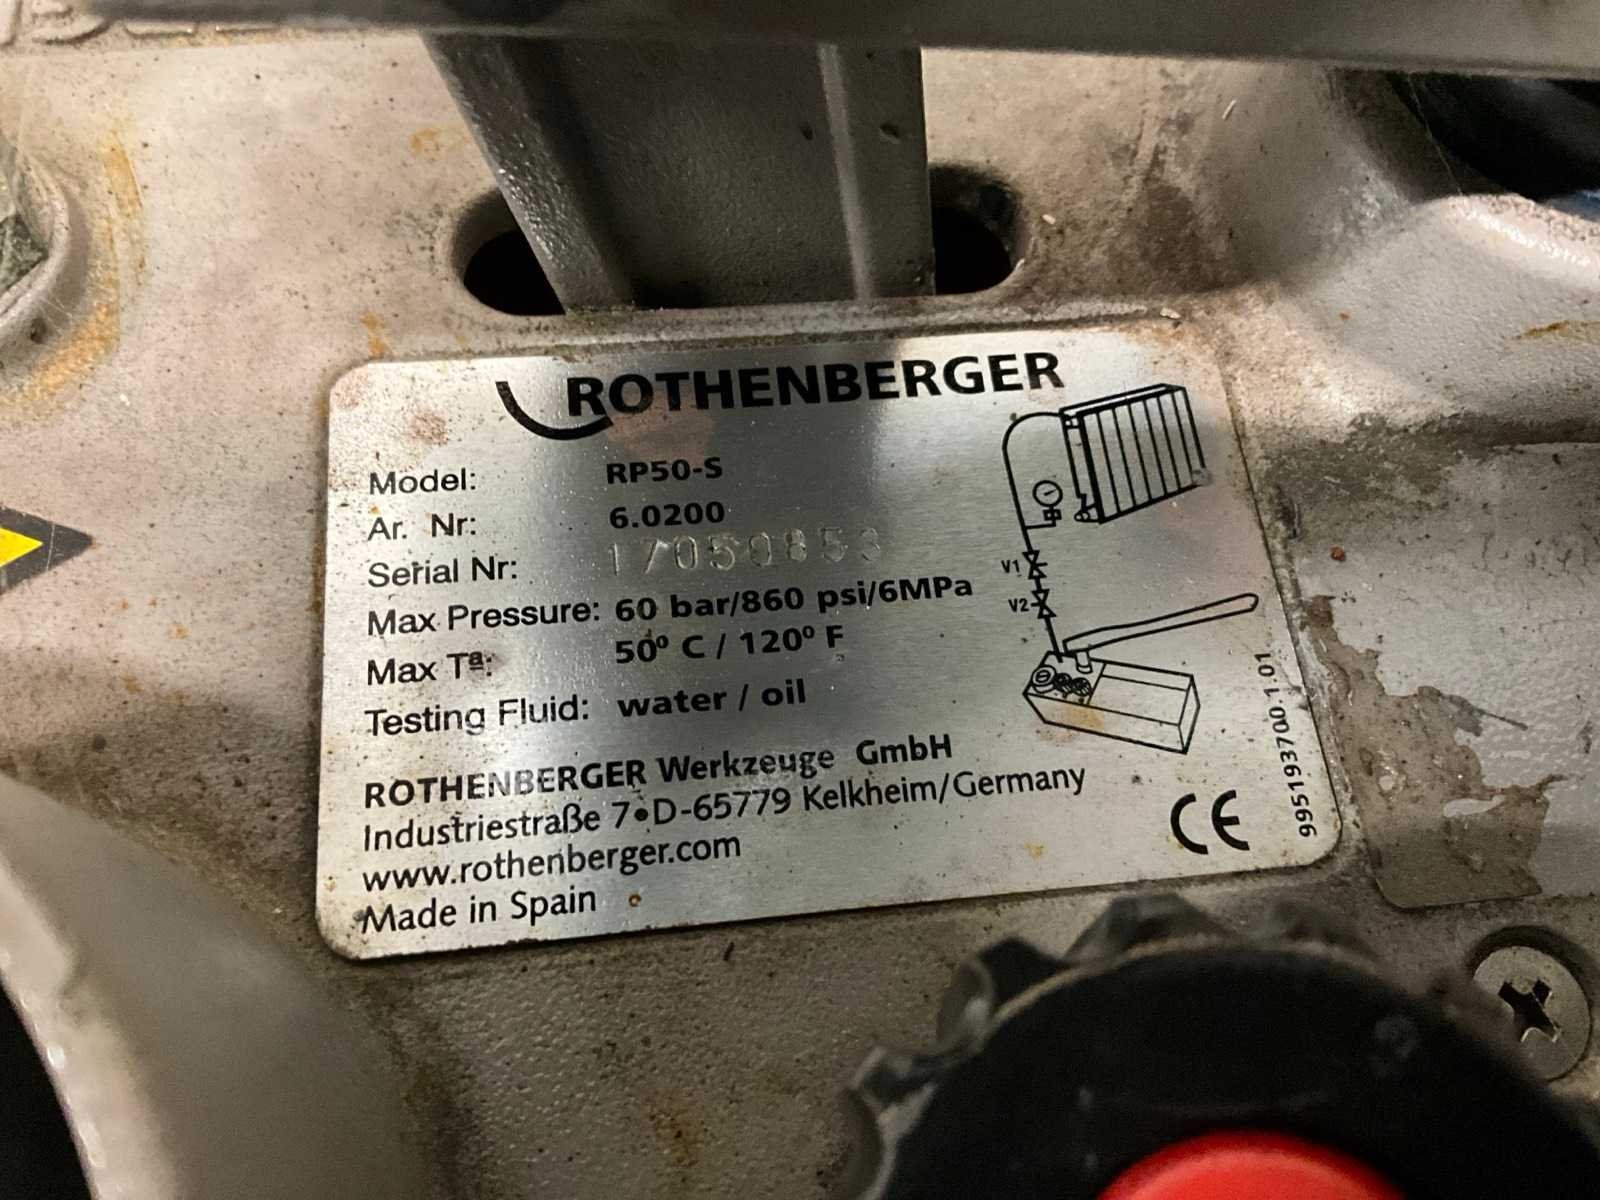 ROTHENBERGER
Model: RP50-S
Ar. Nr: 6.0200
Serial Nr: 17050853
Max Pressure: 60 bar/860 psi/6MPa
Max Tª: 50º C / 120º F
Testing Fluid: water / oil
V1
V2
ROTHENBERGER Werkzeuge GmbH
Industriestraße 7•D-65779 Kelkheim/Germany
www.rothenberger.com
Made in Spain
CE
995193700.1.01